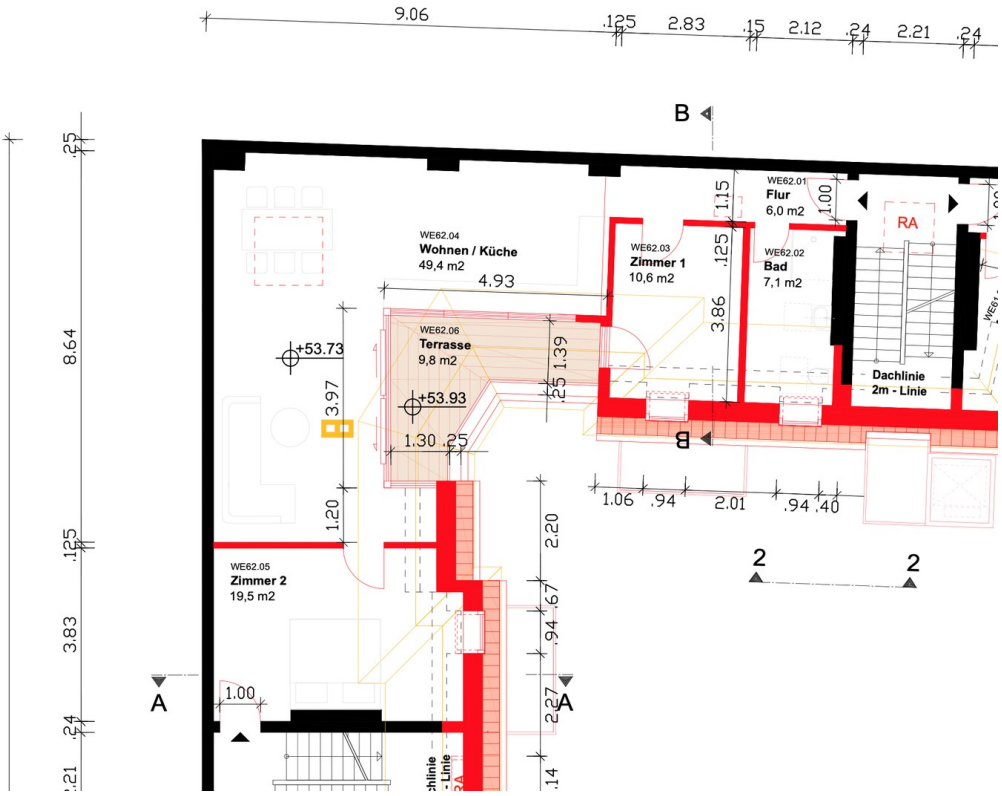 9.06
.125
2.83
.15
2.12
.24
2.21
.24
B
.25
1.15
WE62.01
Flur
6,0 m2
1.00
RA
WE62.04
Wohnen / Küche
49,4 m2
WE62.03
Zimmer 1
10,6 m2
.125
WE62.02
Bad
7,1 m2
4.93
3.86
8.64
+53.73
WE62.06
Terrasse
9,8 m2
1.39
.25
+53.93
3.97
1.30
.25
Dachlinie
2m - Linie
B
1.20
1.06
.94
2.01
.94
.40
2.20
.125
2
2
WE62.05
Zimmer 2
19,5 m2
.67
.94
3.83
2.27
A
A
1.00
.24
2.21
.14
RA
- Linie